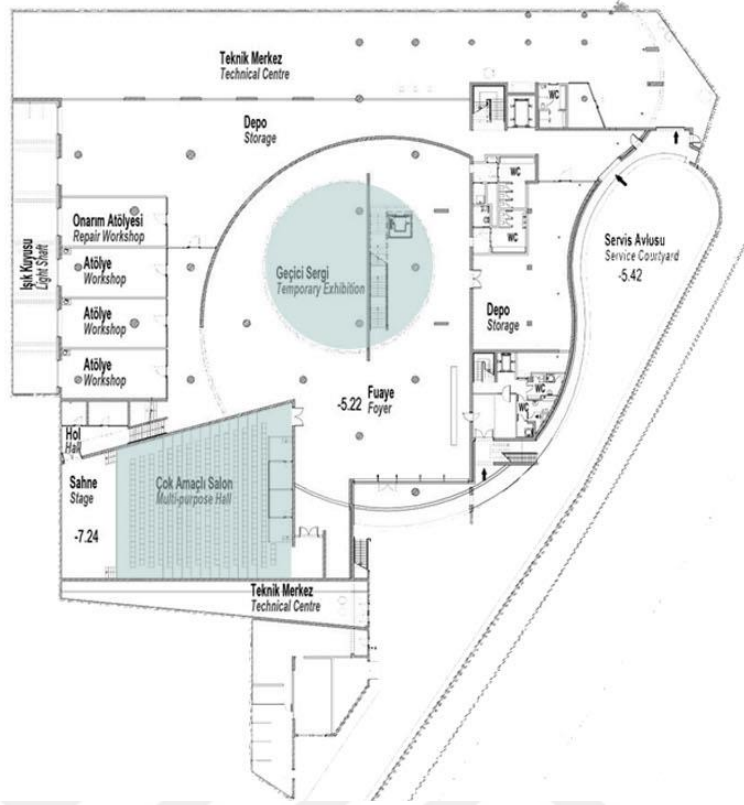 Teknik Merkez
Technical Centre
WC
Depo
Storage
WC
Onarım Atölyesi
Repair Workshop
Işık Kuyusu
Light Shaft
Atölye
Workshop
Geçici Sergi
Temporary Exhibition
WC
Servis Avlusu
Service Courtyard
-5.42
Atölye
Workshop
Depo
Storage
Atölye
Workshop
-5.22
Fuaye
Foyer
WC
WC
Hol
Hall
Sahne
Stage
-7.24
Çok Amaçlı Salon
Multi-purpose Hall
Teknik Merkez
Technical Centre